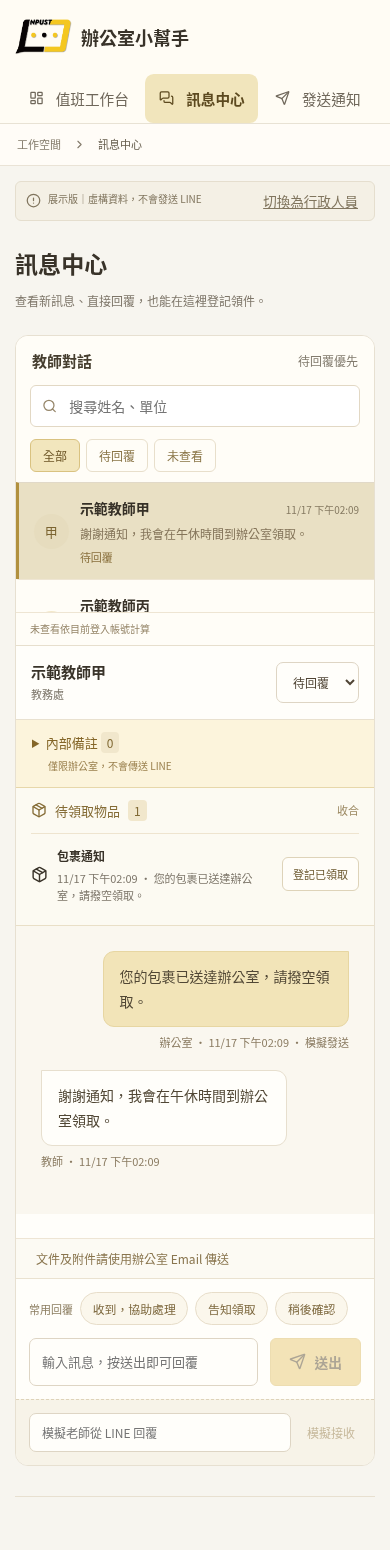 NPUST
辦公室小幫手
值班工作台
訊息中心
發送通知
工作空間 > 訊息中心
展示版｜虛構資料，不會發送 LINE
切換為行政人員
訊息中心
查看新訊息、直接回覆，也能在這裡登記領件。
教師對話
待回覆優先
搜尋姓名、單位
全部
待回覆
未查看
甲
示範教師甲
11/17 下午02:09
謝謝通知，我會在午休時間到辦公室領取。
待回覆
示範教師丙
未查看依目前登入帳號計算
示範教師甲
教務處
待回覆
內部備註 0
僅限辦公室，不會傳送 LINE
待領取物品 1
收合
包裹通知
11/17 下午02:09 · 您的包裹已送達辦公
室，請撥空領取。
登記已領取
您的包裹已送達辦公室，請撥空領
取。
辦公室 · 11/17 下午02:09 · 模擬發送
謝謝通知，我會在午休時間到辦公
室領取。
教師 · 11/17 下午02:09
文件及附件請使用辦公室 Email 傳送
常用回覆
收到，協助處理
告知領取
稍後確認
輸入訊息，按送出即可回覆
送出
模擬老師從 LINE 回覆
模擬接收